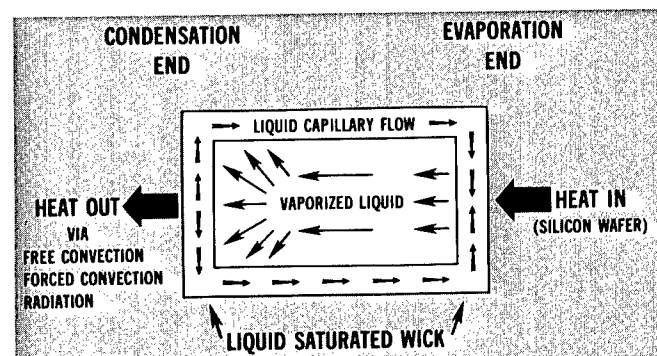 CONDENSATION
END
EVAPORATION
END
LIQUID CAPILLARY FLOW
VAPORIZED LIQUID
HEAT OUT
VIA
FREE CONVECTION
FORCED CONVECTION
RADIATION
HEAT IN
(SILICON WAFER)
LIQUID SATURATED WICK